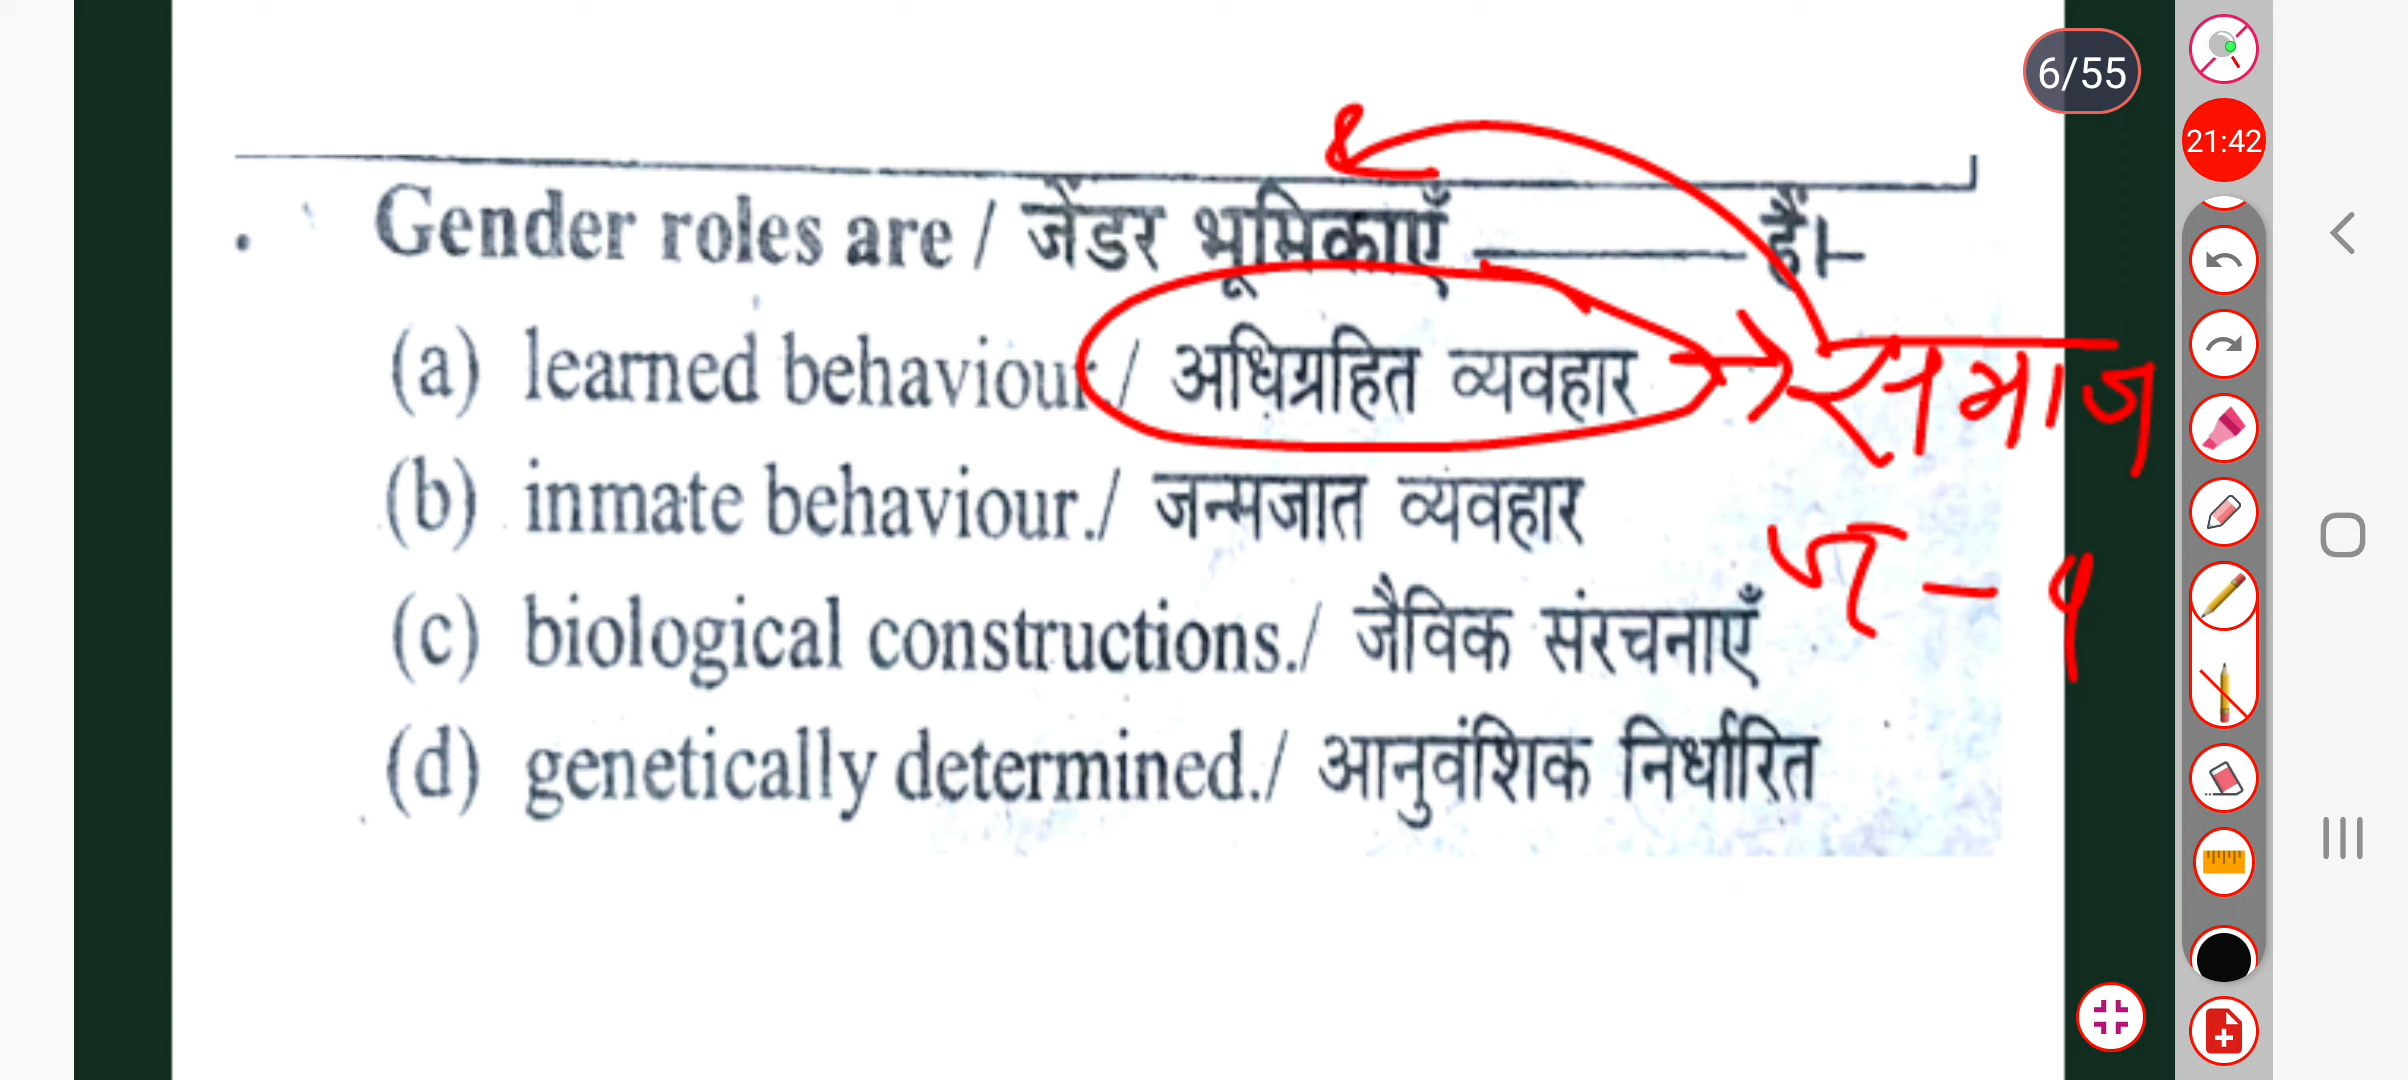 6/55
21:42
Gender roles are / जेंडर भूमिकाएँ ______ हैं।
(a) learned behaviour / अधिग्रहित व्यवहार
समाज
(b) inmate behaviour./ जन्मजात व्यवहार
(c) biological constructions./ जैविक संरचनाएँ
(d) genetically determined./ आनुवंशिक निर्धारित